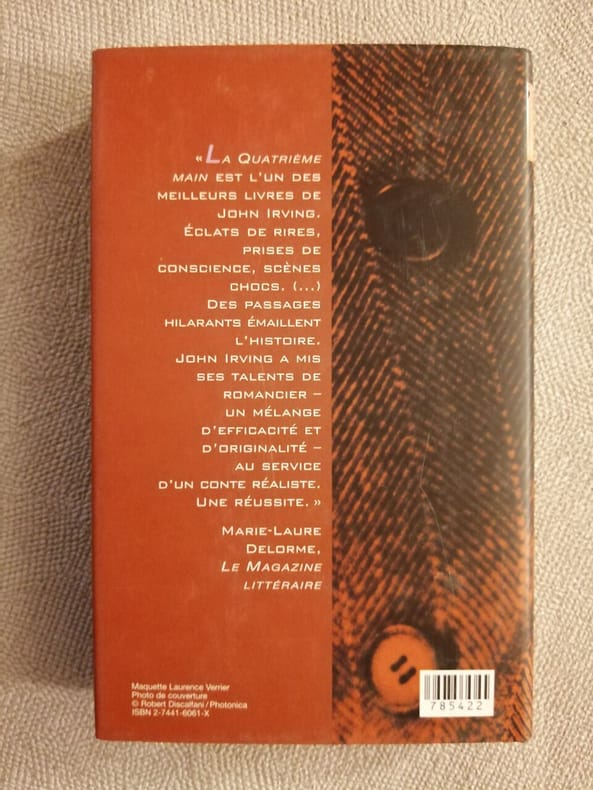 « La Quatrième
main est l'un des
meilleurs livres de
John Irving.
Éclats de rires,
prises de
conscience, scènes
chocs. (...)
Des passages
hilarants émaillent
l'histoire.
John Irving a mis
ses talents de
romancier –
un mélange
d'efficacité et
d'originalité –
au service
d'un conte réaliste.
Une réussite. »
Marie-Laure
Delorme,
Le Magazine
littéraire
Maquette Laurence Verrier
Photo de couverture
© Robert Discalfani / Photonica
ISBN 2-7441-6061-X
785422